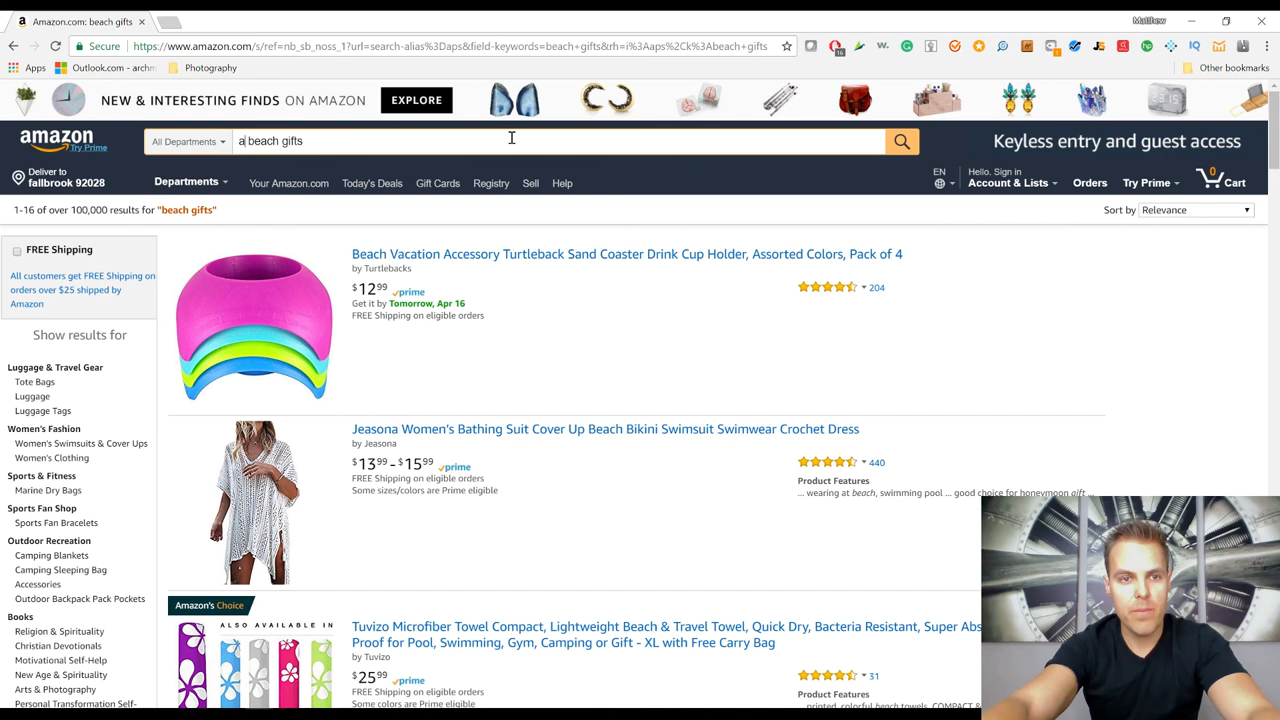 Amazon.com: beach gifts
Matthew
Secure
https://www.amazon.com/s/ref=nb_sb_noss_1?url=search-alias%3Daps&field-keywords=beach+gifts&rh=i%3Aaps%2Ck%3Abeach+gifts
Apps
Outlook.com - archm
Photography
Other bookmarks
NEW & INTERESTING FINDS ON AMAZON
EXPLORE
amazon
Try Prime
All Departments
a beach gifts
Keyless entry and guest access
Deliver to
fallbrook 92028
Departments
Your Amazon.com
Today's Deals
Gift Cards
Registry
Sell
Help
EN
Hello. Sign in
Account & Lists
Orders
Try Prime
0
Cart
1-16 of over 100,000 results for "beach gifts"
Sort by
Relevance
FREE Shipping
All customers get FREE Shipping on
orders over $25 shipped by
Amazon
Show results for
Luggage & Travel Gear
Tote Bags
Luggage
Luggage Tags
Women's Fashion
Women's Swimsuits & Cover Ups
Women's Clothing
Sports & Fitness
Marine Dry Bags
Sports Fan Shop
Sports Fan Bracelets
Outdoor Recreation
Camping Blankets
Camping Sleeping Bag
Accessories
Outdoor Backpack Pack Pockets
Books
Religion & Spirituality
Christian Devotionals
Motivational Self-Help
New Age & Spirituality
Arts & Photography
Personal Transformation Self-
Beach Vacation Accessory Turtleback Sand Coaster Drink Cup Holder, Assorted Colors, Pack of 4
by Turtlebacks
$12 99 prime
Get it by Tomorrow, Apr 16
FREE Shipping on eligible orders
204
Jeasona Women's Bathing Suit Cover Up Beach Bikini Swimsuit Swimwear Crochet Dress
by Jeasona
$13 99 - $15 99 prime
FREE Shipping on eligible orders
Some sizes/colors are Prime eligible
440
Product Features
... wearing at beach, swimming pool ... good choice for honeymoon gift ...
Amazon's Choice
ALSO AVAILABLE IN
Tuvizo Microfiber Towel Compact, Lightweight Beach & Travel Towel, Quick Dry, Bacteria Resistant, Super Abs
Proof for Pool, Swimming, Gym, Camping or Gift - XL with Free Carry Bag
by Tuvizo
$25 99 prime
FREE Shipping on eligible orders
Some colors are Prime eligible
31
Product Features
... printed, colorful beach towels. COMPACT &